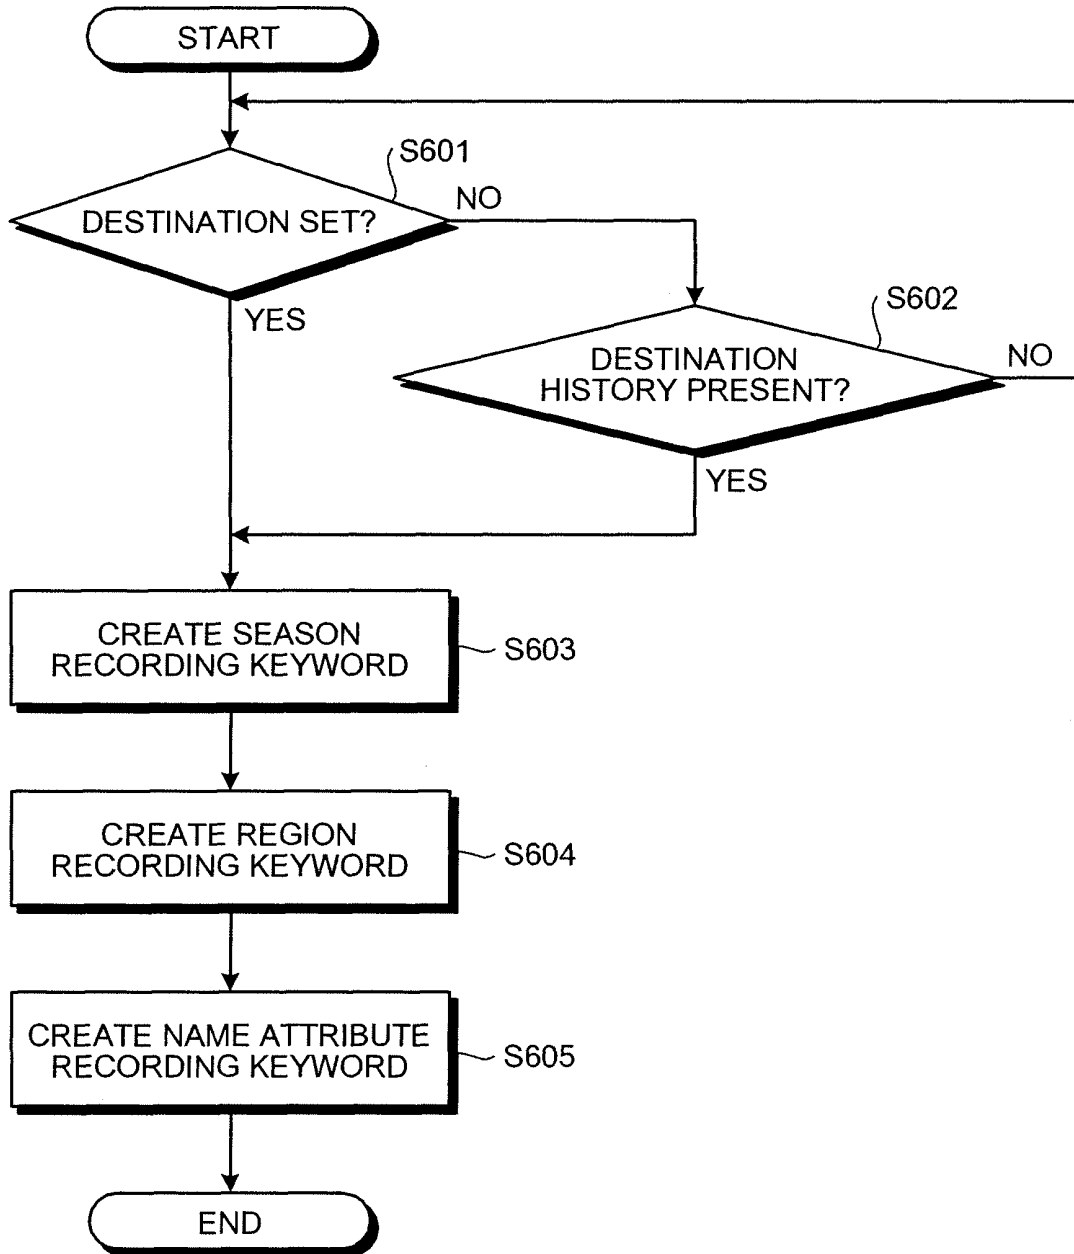 START
S601
NO
DESTINATION SET?
YES
S602
NO
DESTINATION
HISTORY PRESENT?
YES
CREATE SEASON
RECORDING KEYWORD
S603
CREATE REGION
RECORDING KEYWORD
S604
CREATE NAME ATTRIBUTE
RECORDING KEYWORD
S605
END